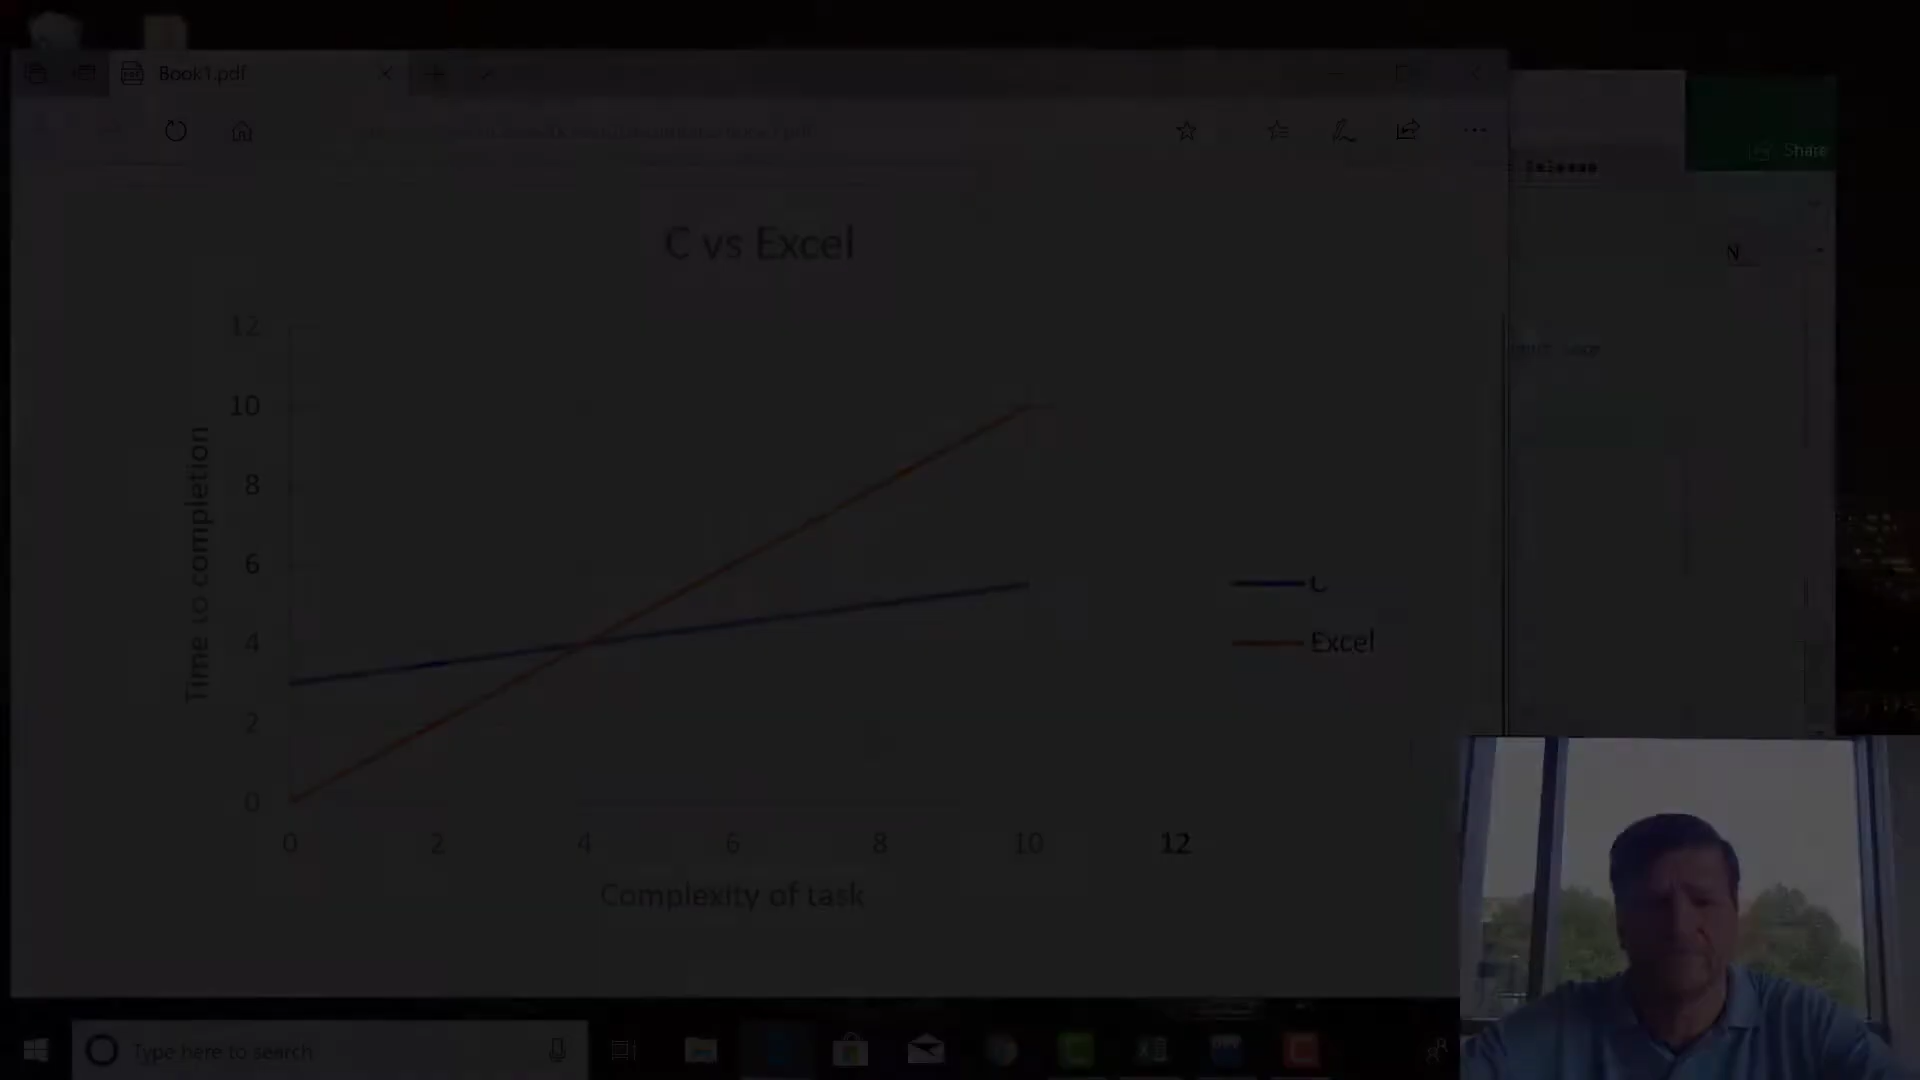 Book1.pdf
Share
Release
N
C vs Excel
12
10
8
6
4
2
0
Time to completion
0 2 4 6 8 10 12
Complexity of task
C
Excel
Type here to search